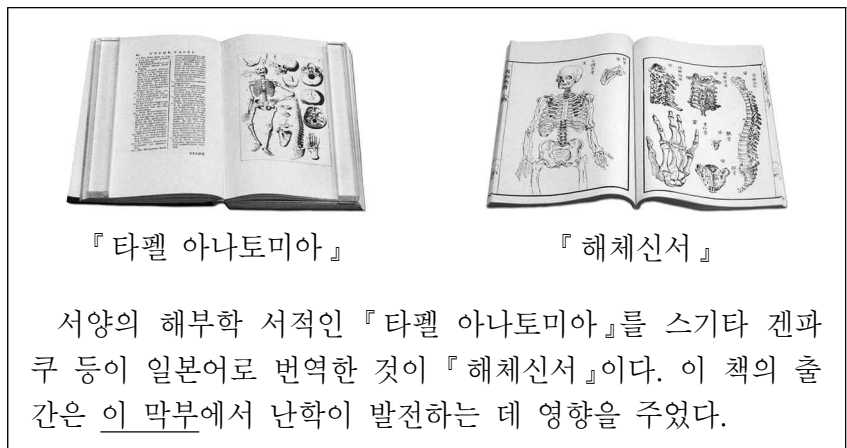 『타펠 아나토미아』
『해체신서』
서양의 해부학 서적인 『타펠 아나토미아』를 스기타 겐파
쿠 등이 일본어로 번역한 것이 『해체신서』이다. 이 책의 출
간은 이 막부에서 난학이 발전하는 데 영향을 주었다.